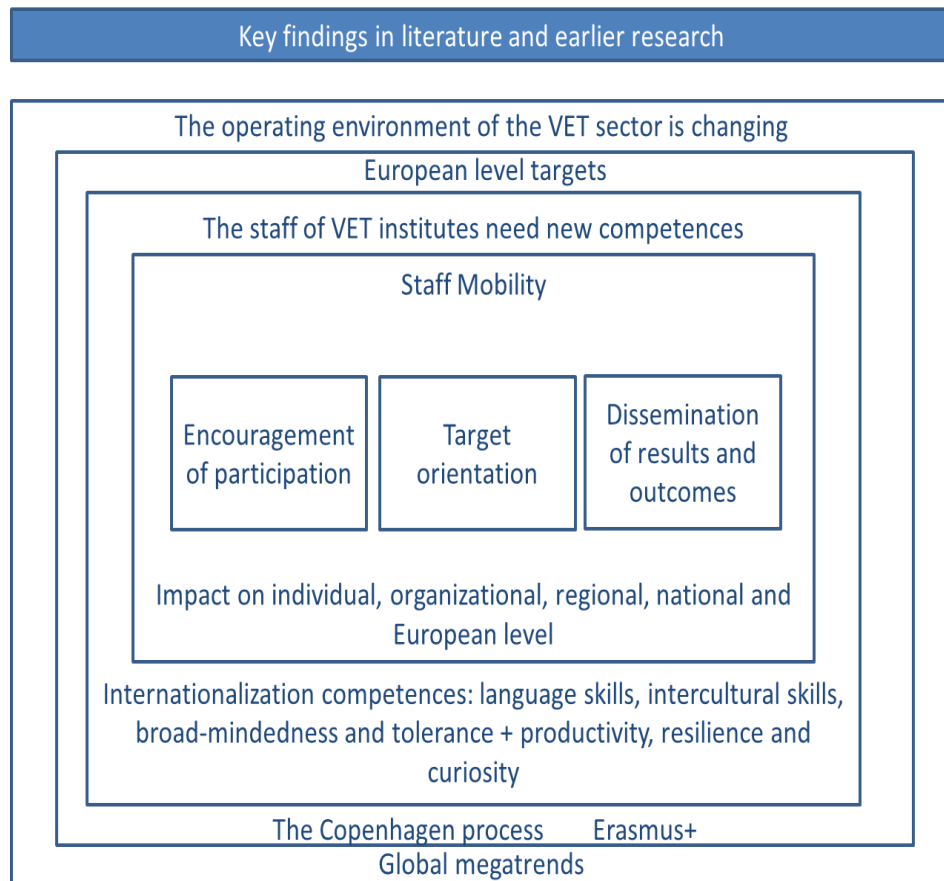 Key findings in literature and earlier research
The operating environment of the VET sector is changing
European level targets
The staff of VET institutes need new competences
Staff Mobility
Encouragement
of participation
Target
orientation
Dissemination
of results and
outcomes
Impact on individual, organizational, regional, national and
European level
Internationalization competences: language skills, intercultural skills,
broad-mindedness and tolerance + productivity, resilience and
curiosity
The Copenhagen process Erasmus+
Global megatrends